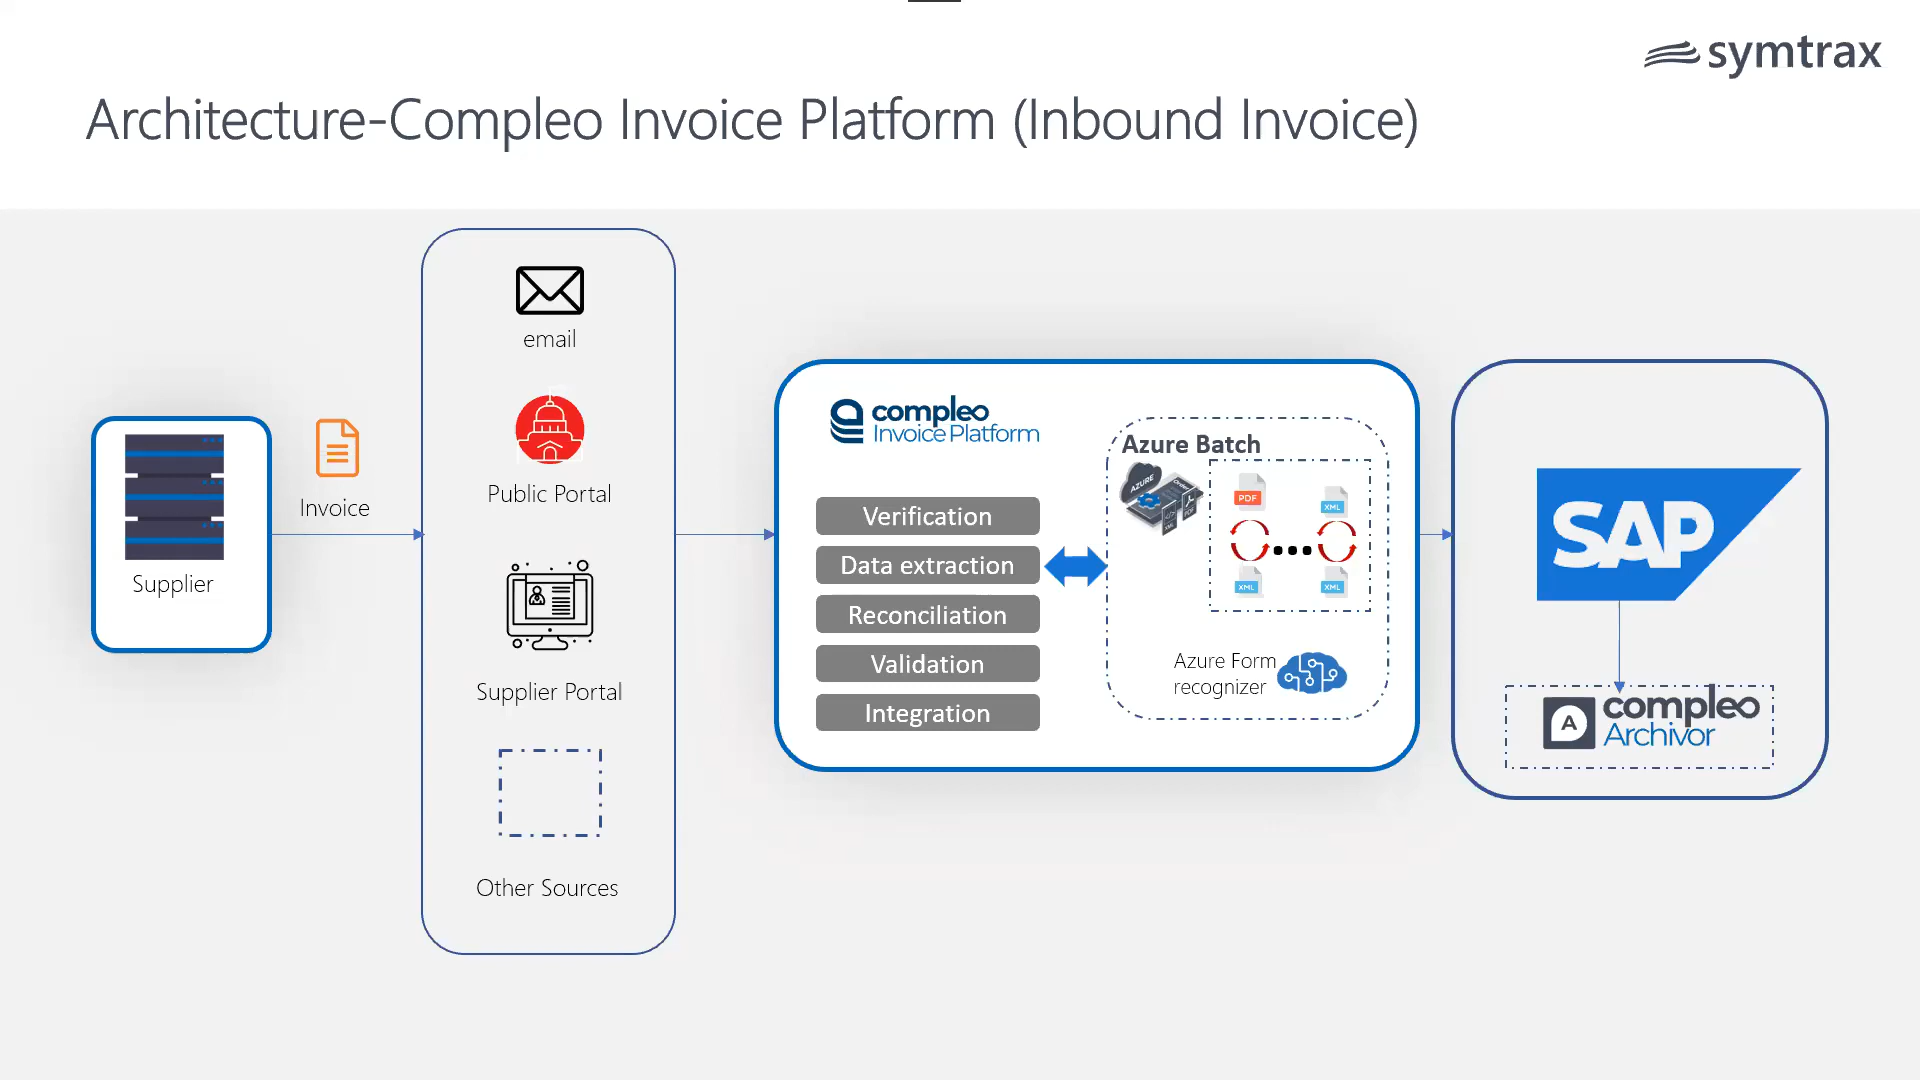 symtrax
Architecture-Compleo Invoice Platform (Inbound Invoice)
Supplier
Invoice
email
Public Portal
Supplier Portal
Other Sources
compleo
Invoice Platform
Verification
Data extraction
Reconciliation
Validation
Integration
Azure Batch
AZURE
PDF
XML
XML
XML
Azure Form
recognizer
SAP
A
compleo
Archivor